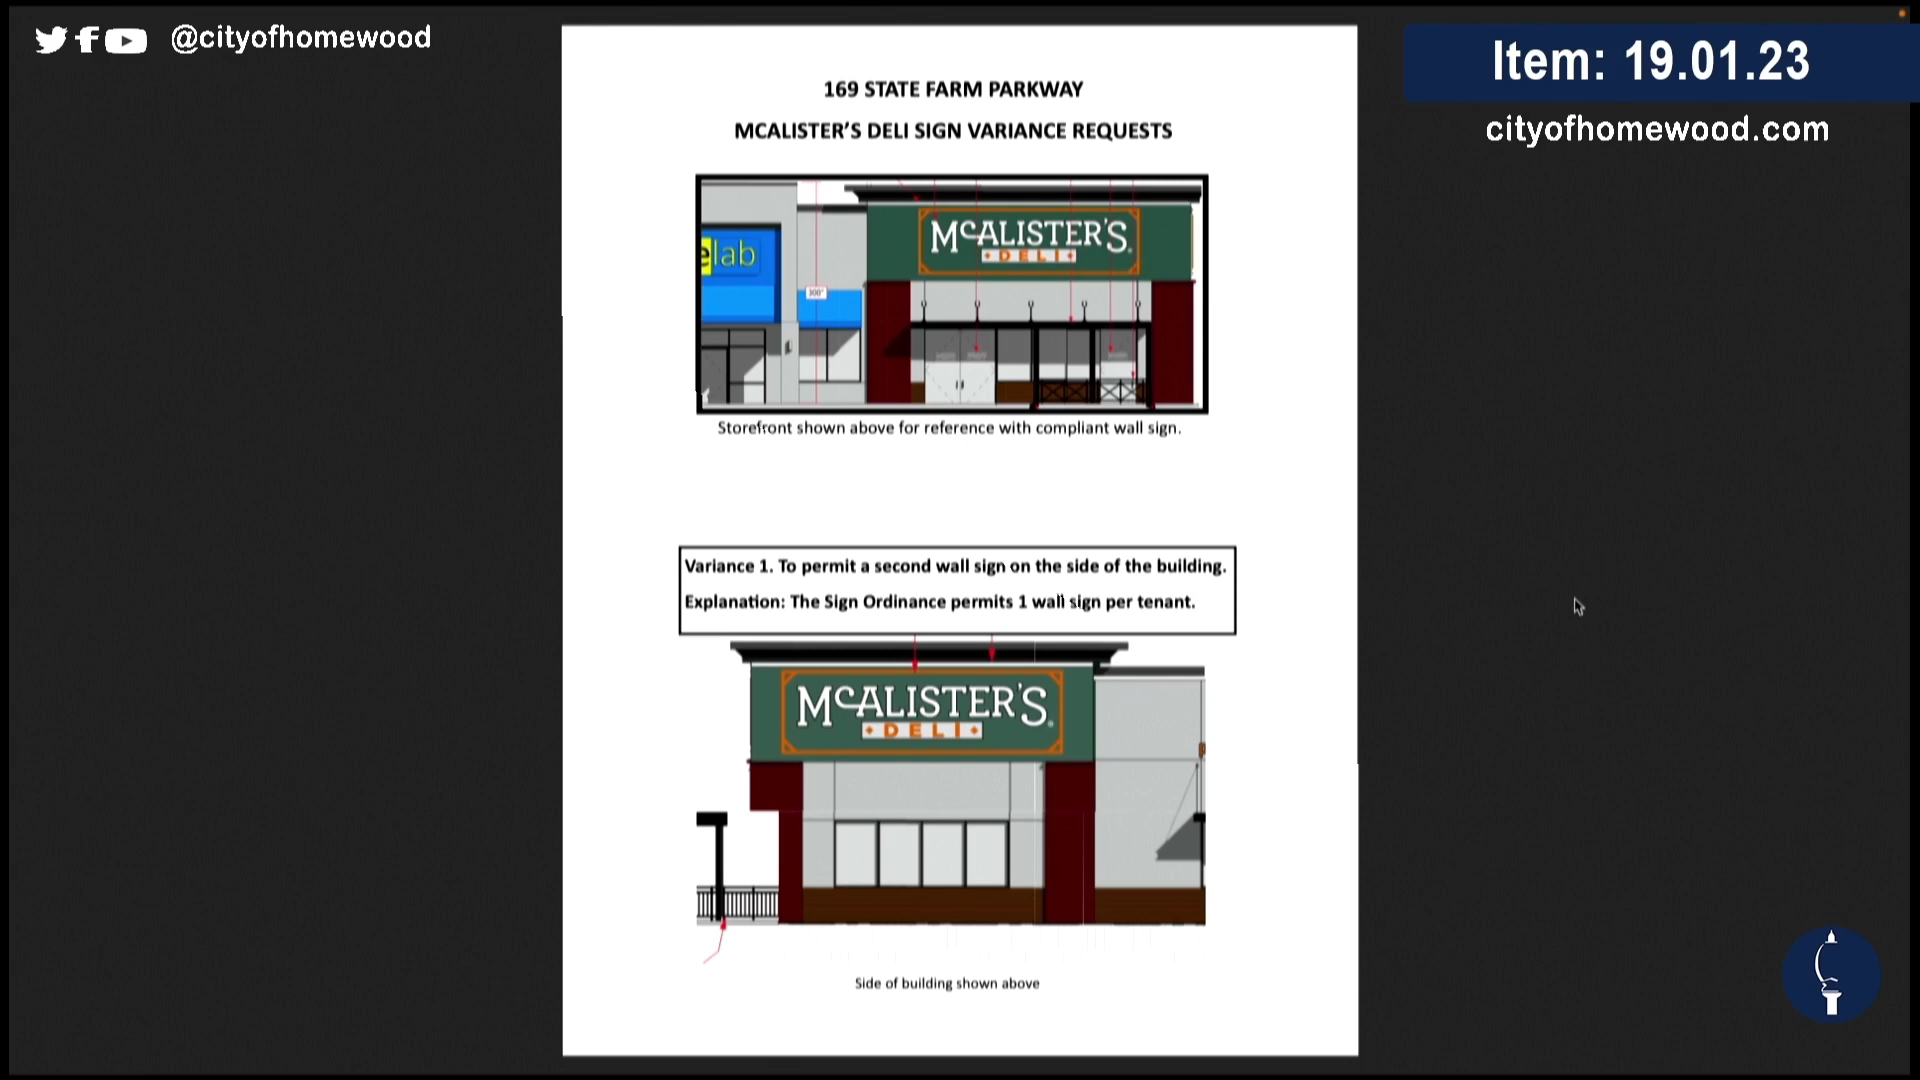 @cityofhomewood
Item: 19.01.23
cityofhomewood.com
169 STATE FARM PARKWAY
MCALISTER'S DELI SIGN VARIANCE REQUESTS
elab
MCALISTER'S
DELI
300"
Storefront shown above for reference with compliant wall sign.
Variance 1. To permit a second wall sign on the side of the building.
Explanation: The Sign Ordinance permits 1 wall sign per tenant.
MCALISTER'S
DELI
Side of building shown above